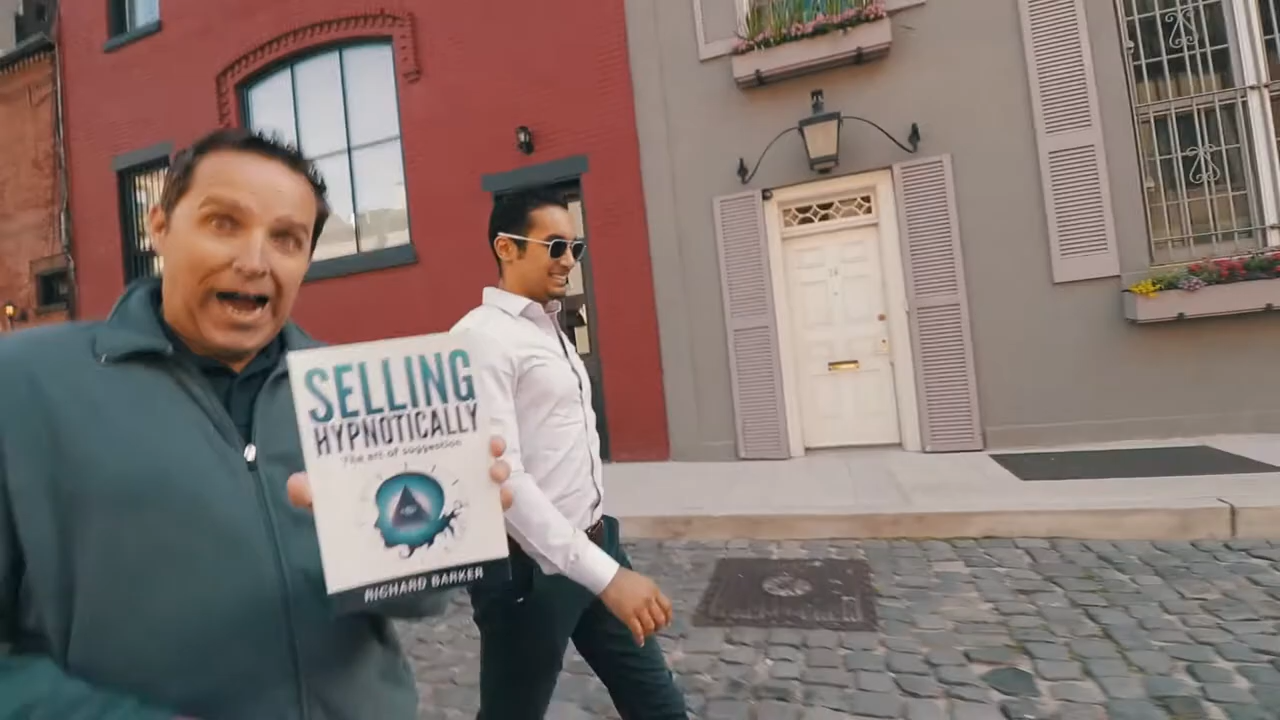 SELLING
HYPNOTICALLY
The art of suggestion
RICHARD BARKER